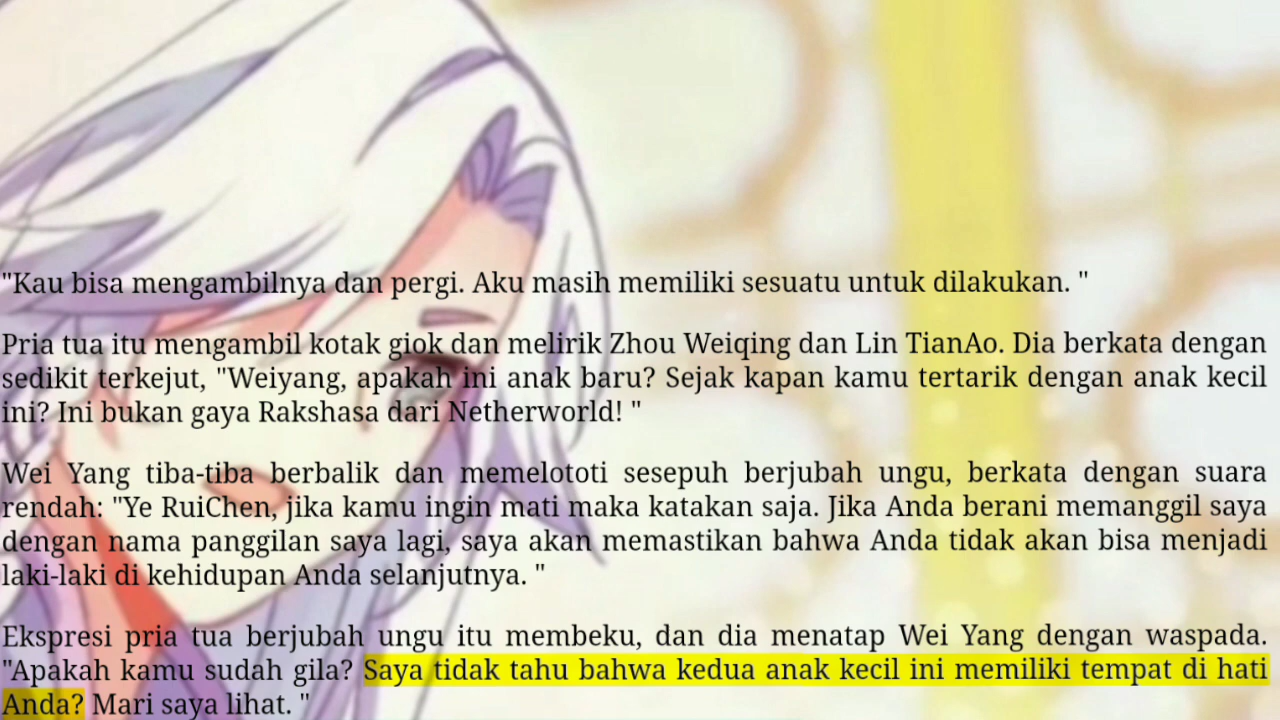 "Kau bisa mengambilnya dan pergi. Aku masih memiliki sesuatu untuk dilakukan. "
Pria tua itu mengambil kotak giok dan melirik Zhou Weiqing dan Lin TianAo. Dia berkata dengan
sedikit terkejut, "Weiyang, apakah ini anak baru? Sejak kapan kamu tertarik dengan anak kecil
ini? Ini bukan gaya Rakshasa dari Netherworld! "
Wei Yang tiba-tiba berbalik dan memelototi sesepuh berjubah ungu, berkata dengan suara
rendah: "Ye RuiChen, jika kamu ingin mati maka katakan saja. Jika Anda berani memanggil saya
dengan nama panggilan saya lagi, saya akan memastikan bahwa Anda tidak akan bisa menjadi
laki-laki di kehidupan Anda selanjutnya. "
Ekspresi pria tua berjubah ungu itu membeku, dan dia menatap Wei Yang dengan waspada.
"Apakah kamu sudah gila? Saya tidak tahu bahwa kedua anak kecil ini memiliki tempat di hati
Anda? Mari saya lihat. "